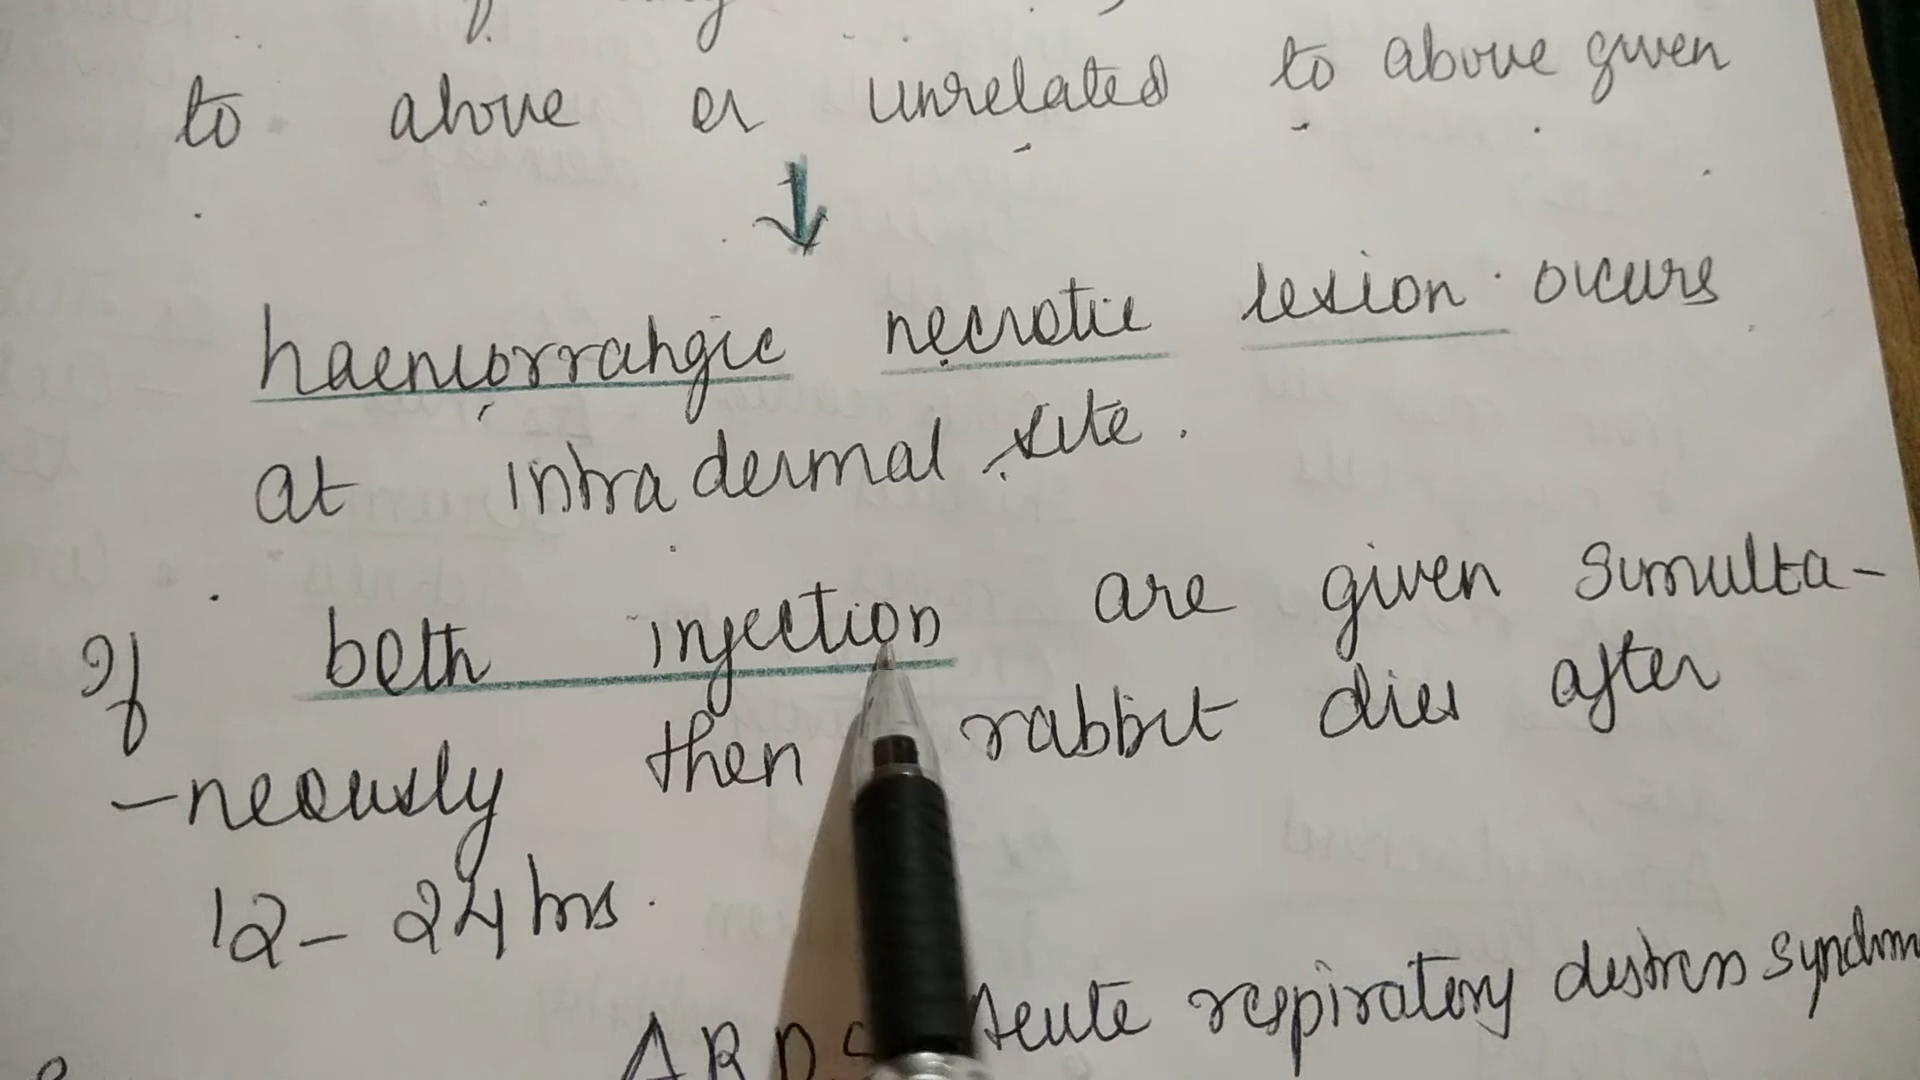 to above or unrelated to above given
haemorrahgic necrotic lesion occurs
at intradermal site.
If both injection are given simulta-
-neously then rabbit dies after
12-24 hrs.
ARDS Acute respiratory distress syndrom